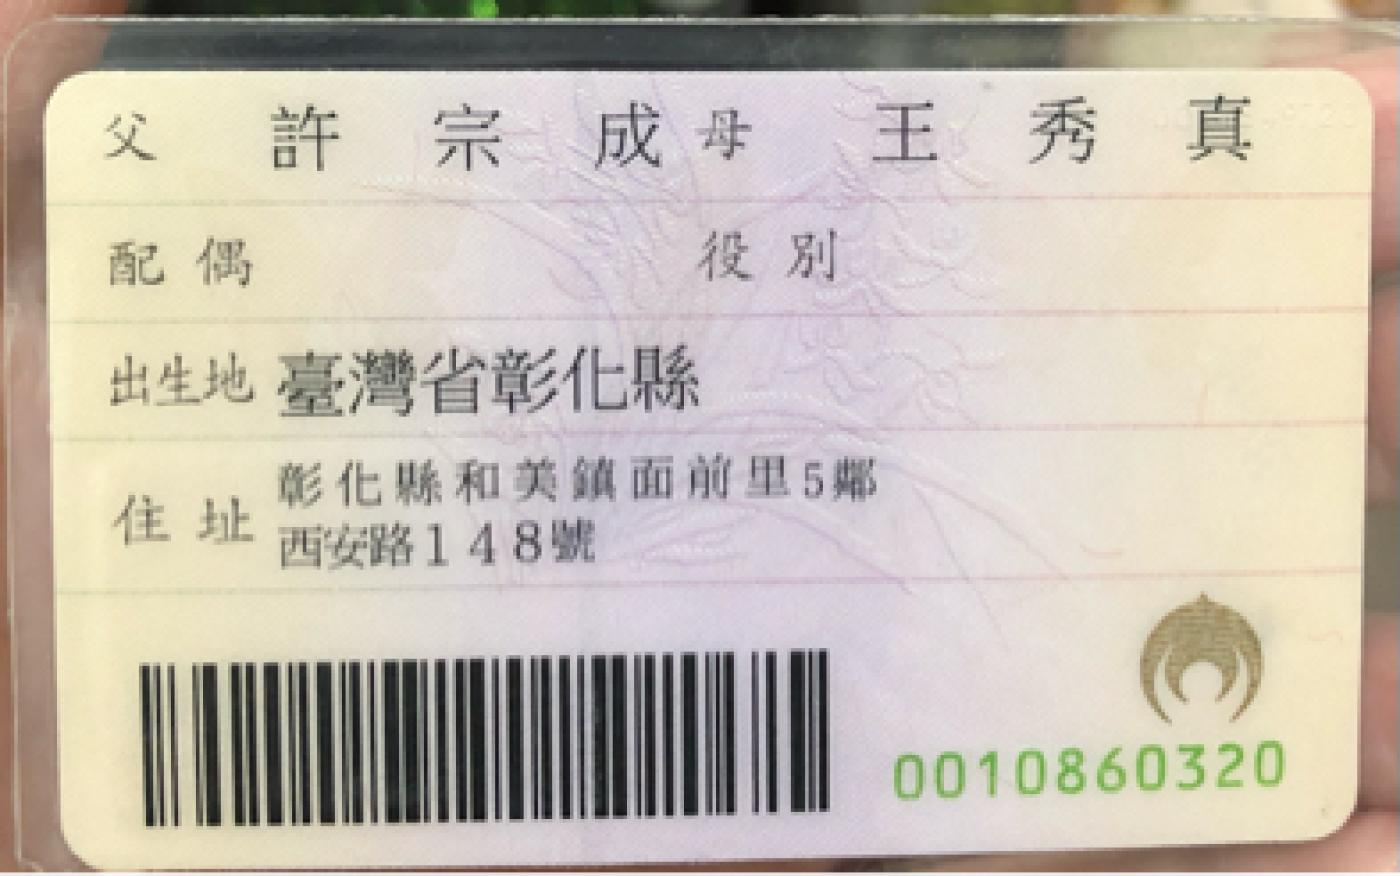 父 許宗成 母 王秀真
配偶 役別
出生地 臺灣省彰化縣
住址 彰化縣和美鎮面前里5鄰
西安路148號
0010860320